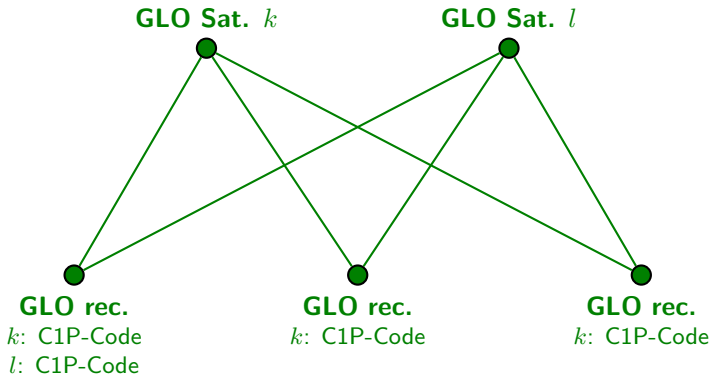 GLO Sat. k
GLO Sat. l
GLO rec.
k: C1P-Code
l: C1P-Code
GLO rec.
k: C1P-Code
GLO rec.
k: C1P-Code